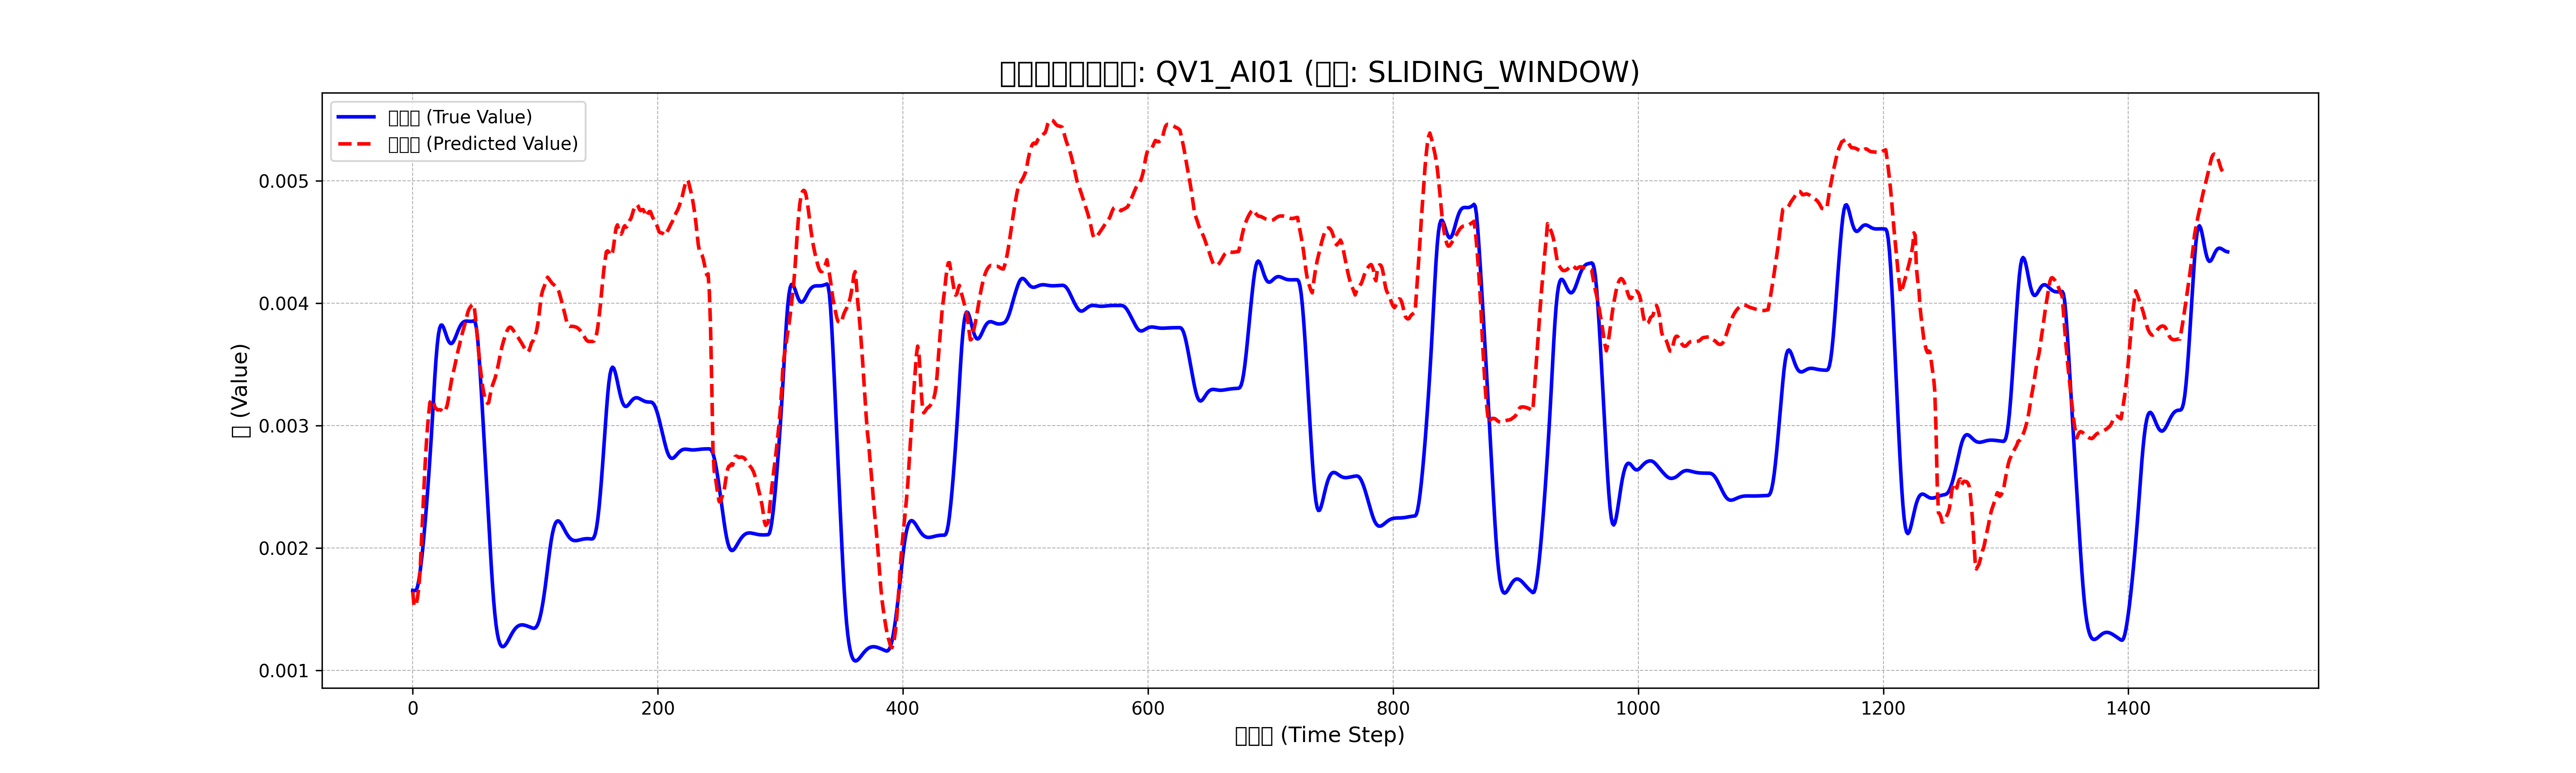 : QV1_AI01 (: SLIDING_WINDOW)
(True Value)
(Predicted Value)
(Value)
0.005
0.004
0.003
0.002
0.001
0
200
400
600
800
1000
1200
1400
(Time Step)